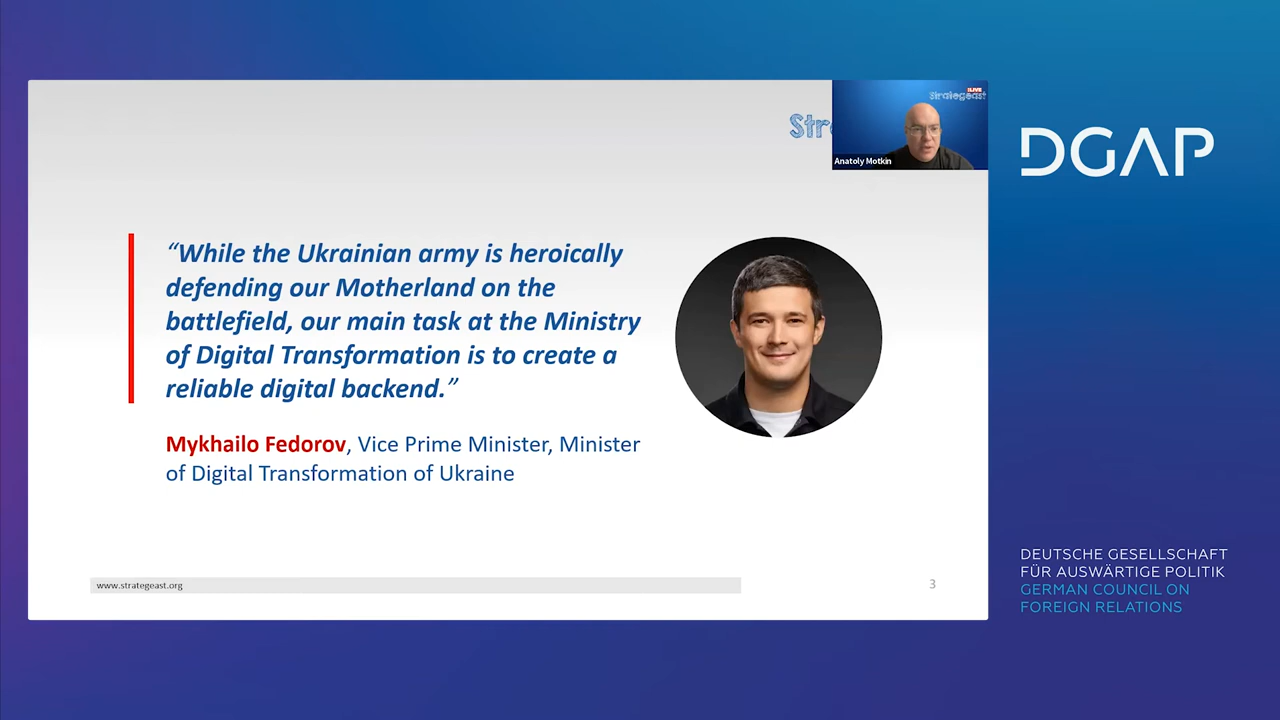 Strategeast
LIVE
Anatoly Motkin
DGAP
“While the Ukrainian army is heroically
defending our Motherland on the
battlefield, our main task at the Ministry
of Digital Transformation is to create a
reliable digital backend.”
Mykhailo Fedorov, Vice Prime Minister, Minister
of Digital Transformation of Ukraine
www.strategeast.org
3
DEUTSCHE GESELLSCHAFT
FÜR AUSWÄRTIGE POLITIK
GERMAN COUNCIL ON
FOREIGN RELATIONS